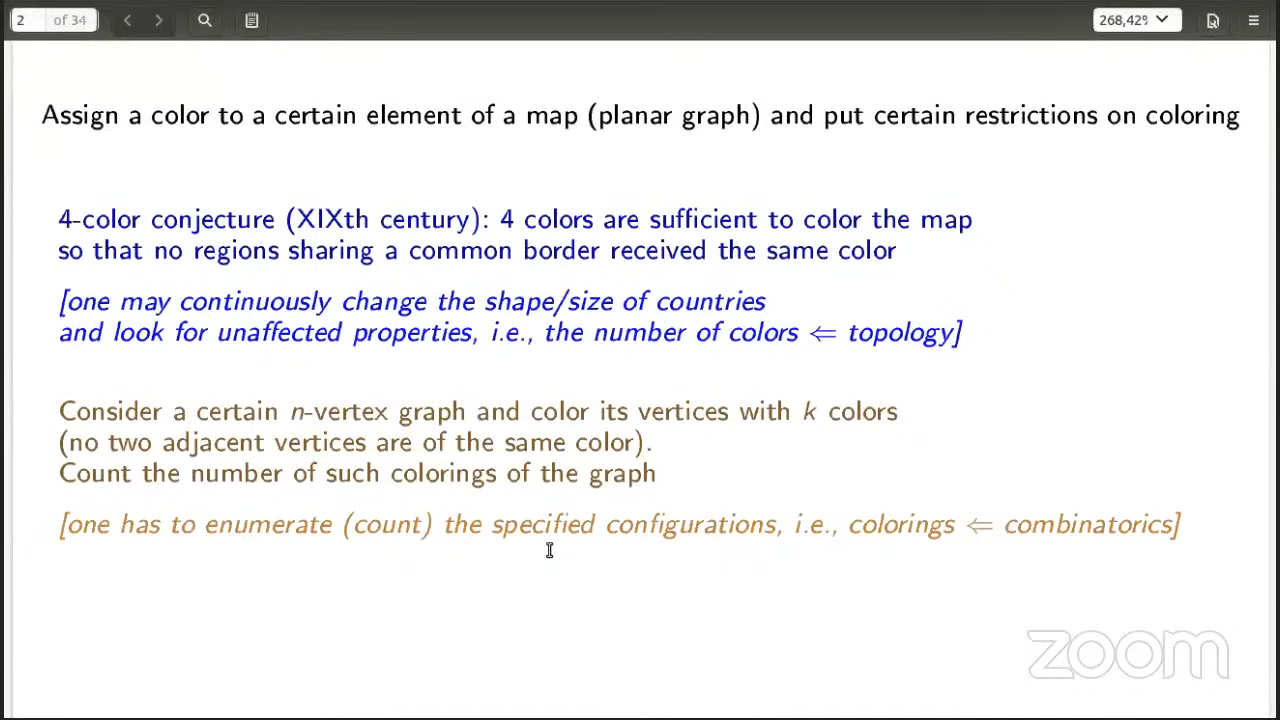 2 of 34
268,42%
Assign a color to a certain element of a map (planar graph) and put certain restrictions on coloring
4-color conjecture (XIXth century): 4 colors are sufficient to color the map
so that no regions sharing a common border received the same color
[one may continuously change the shape/size of countries
and look for unaffected properties, i.e., the number of colors ⇐ topology]
Consider a certain n-vertex graph and color its vertices with k colors
(no two adjacent vertices are of the same color).
Count the number of such colorings of the graph
[one has to enumerate (count) the specified configurations, i.e., colorings ⇐ combinatorics]
zoom